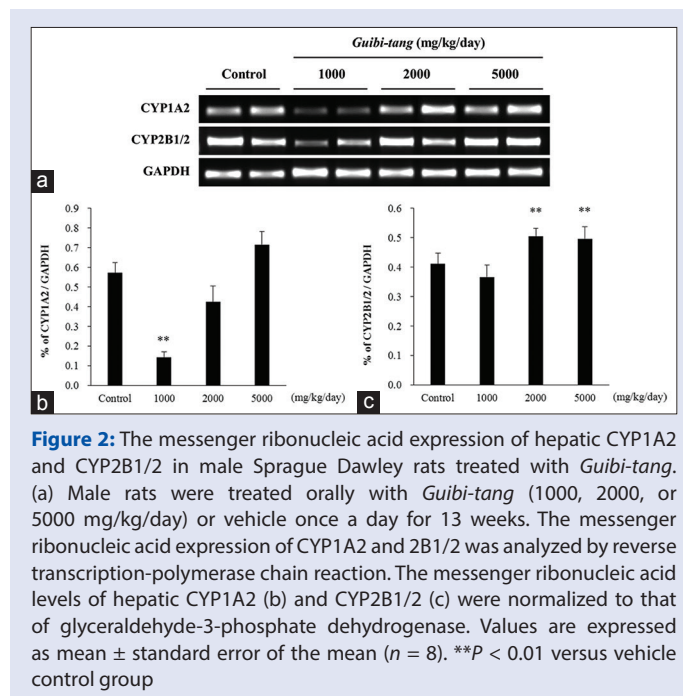 Guibi-tang (mg/kg/day)
Control 1000 2000 5000
CYP1A2
CYP2B1/2
GAPDH
a
% of CYP1A2 / GAPDH
0.9
0.8
0.7
0.6
0.5
0.4
0.3
0.2
0.1
0.0
**
Control 1000 2000 5000 (mg/kg/day)
b
% of CYP2B1/2 / GAPDH
0.6
0.5
0.4
0.3
0.2
0.1
0.0
** **
Control 1000 2000 5000 (mg/kg/day)
c
Figure 2: The messenger ribonucleic acid expression of hepatic CYP1A2
and CYP2B1/2 in male Sprague Dawley rats treated with Guibi-tang.
(a) Male rats were treated orally with Guibi-tang (1000, 2000, or
5000 mg/kg/day) or vehicle once a day for 13 weeks. The messenger
ribonucleic acid expression of CYP1A2 and 2B1/2 was analyzed by reverse
transcription-polymerase chain reaction. The messenger ribonucleic acid
levels of hepatic CYP1A2 (b) and CYP2B1/2 (c) were normalized to that
of glyceraldehyde-3-phosphate dehydrogenase. Values are expressed
as mean ± standard error of the mean (n = 8). **P < 0.01 versus vehicle
control group